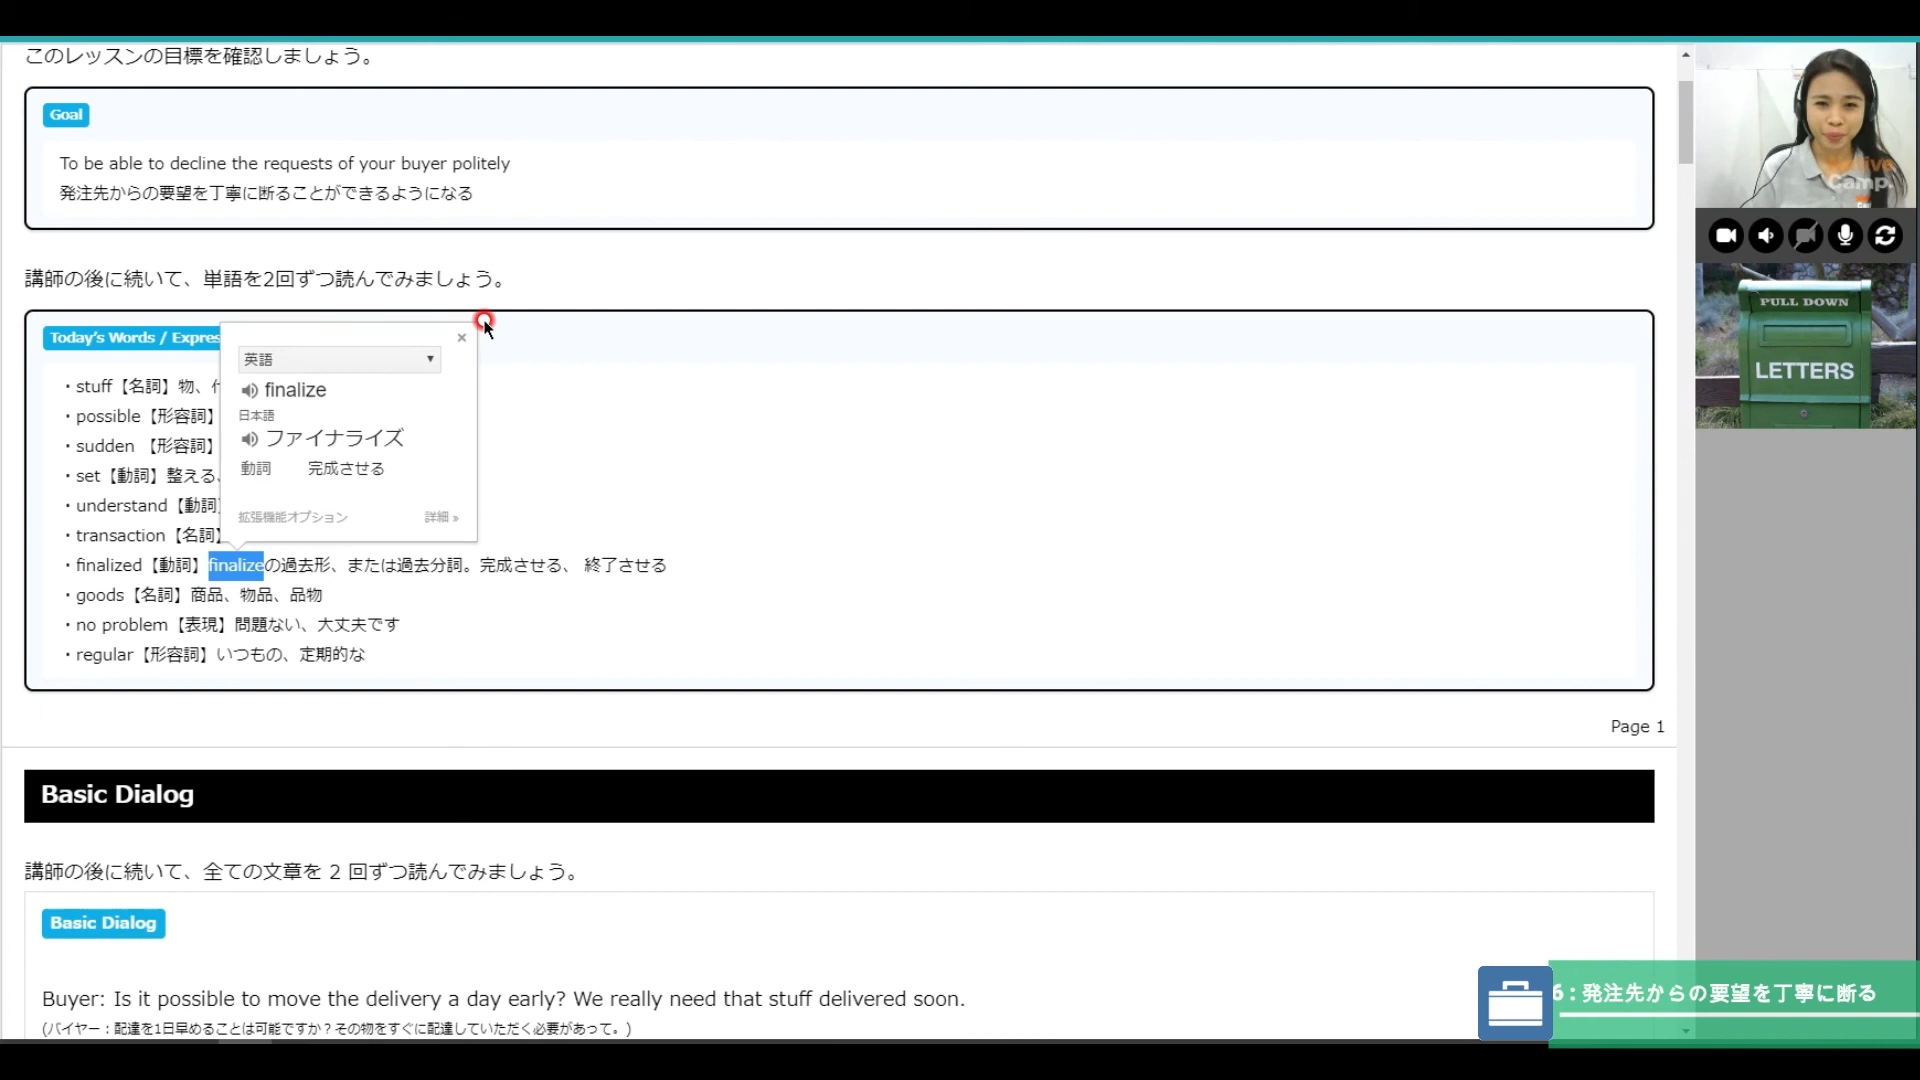 このレッスンの目標を確認しましょう。
Goal
To be able to decline the requests of your buyer politely
発注先からの要望を丁寧に断ることができるようになる
講師の後に続いて、単語を2回ずつ読んでみましょう。
Today's Words / Expres
・stuff【名詞】物、
・possible【形容詞】
・sudden 【形容詞】
・set【動詞】整える、
・understand【動詞】
・transaction【名詞】
・finalized【動詞】finalizeの過去形、または過去分詞。完成させる、 終了させる
・goods【名詞】商品、物品、品物
・no problem【表現】問題ない、大丈夫です
・regular【形容詞】いつもの、定期的な
×
英語
finalize
日本語
ファイナライズ
動詞 完成させる
拡張機能オプション 詳細 »
Page 1
Basic Dialog
講師の後に続いて、全ての文章を 2 回ずつ読んでみましょう。
Basic Dialog
Buyer: Is it possible to move the delivery a day early? We really need that stuff delivered soon.
(バイヤー：配達を1日早めることは可能ですか？その物をすぐに配達していただく必要があって。)
Camp.
PULL DOWN
LETTERS
6：発注先からの要望を丁寧に断る